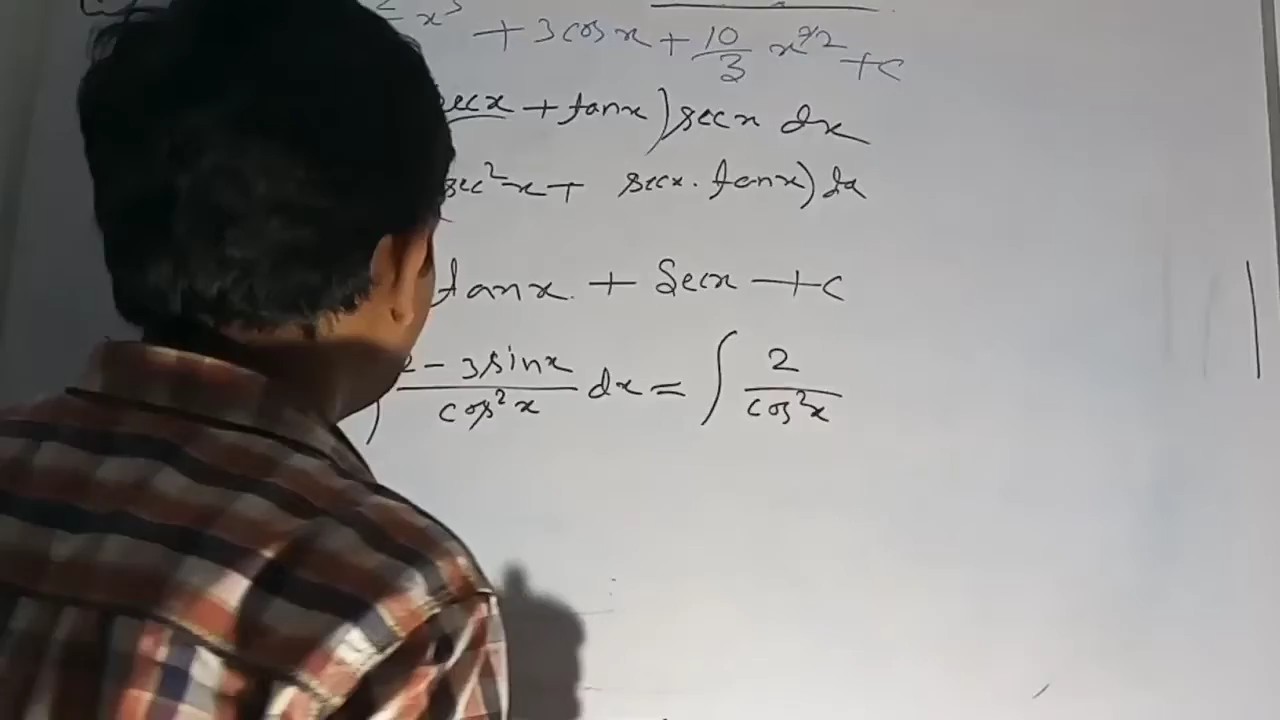 x³ + 3cosx + 10/3 x^3/2 + c
secx + tanx) secx dx
sec²x + secx. tanx) dx
tanx + Secx + c
∫ 2 - 3sinx / cos²x dx = ∫ 2 / cos²x